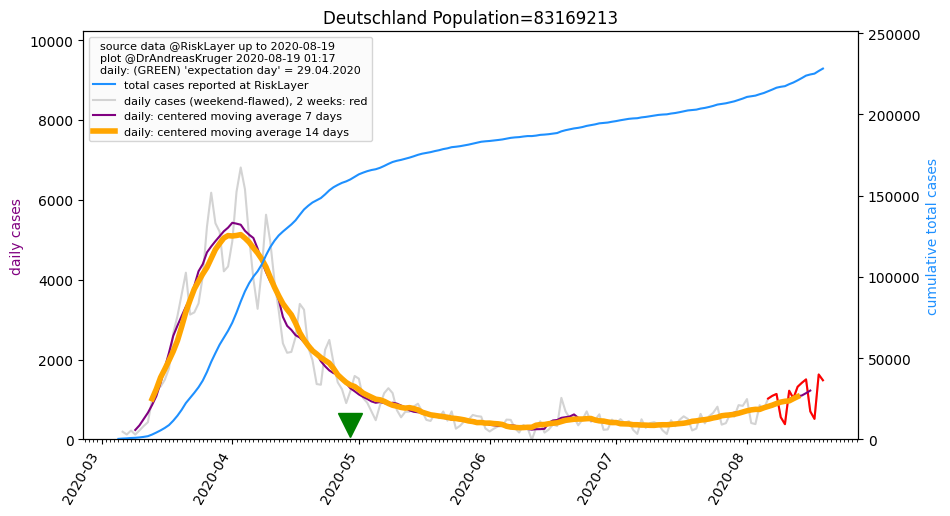 Deutschland Population=83169213
source data @RiskLayer up to 2020-08-19
plot @DrAndreasKruger 2020-08-19 01:17
daily: (GREEN) 'expectation day' = 29.04.2020
total cases reported at RiskLayer
daily cases (weekend-flawed), 2 weeks: red
daily: centered moving average 7 days
daily: centered moving average 14 days
daily cases
10000
8000
6000
4000
2000
0
250000
200000
150000
100000
50000
0
cumulative total cases
2020-03
2020-04
2020-05
2020-06
2020-07
2020-08